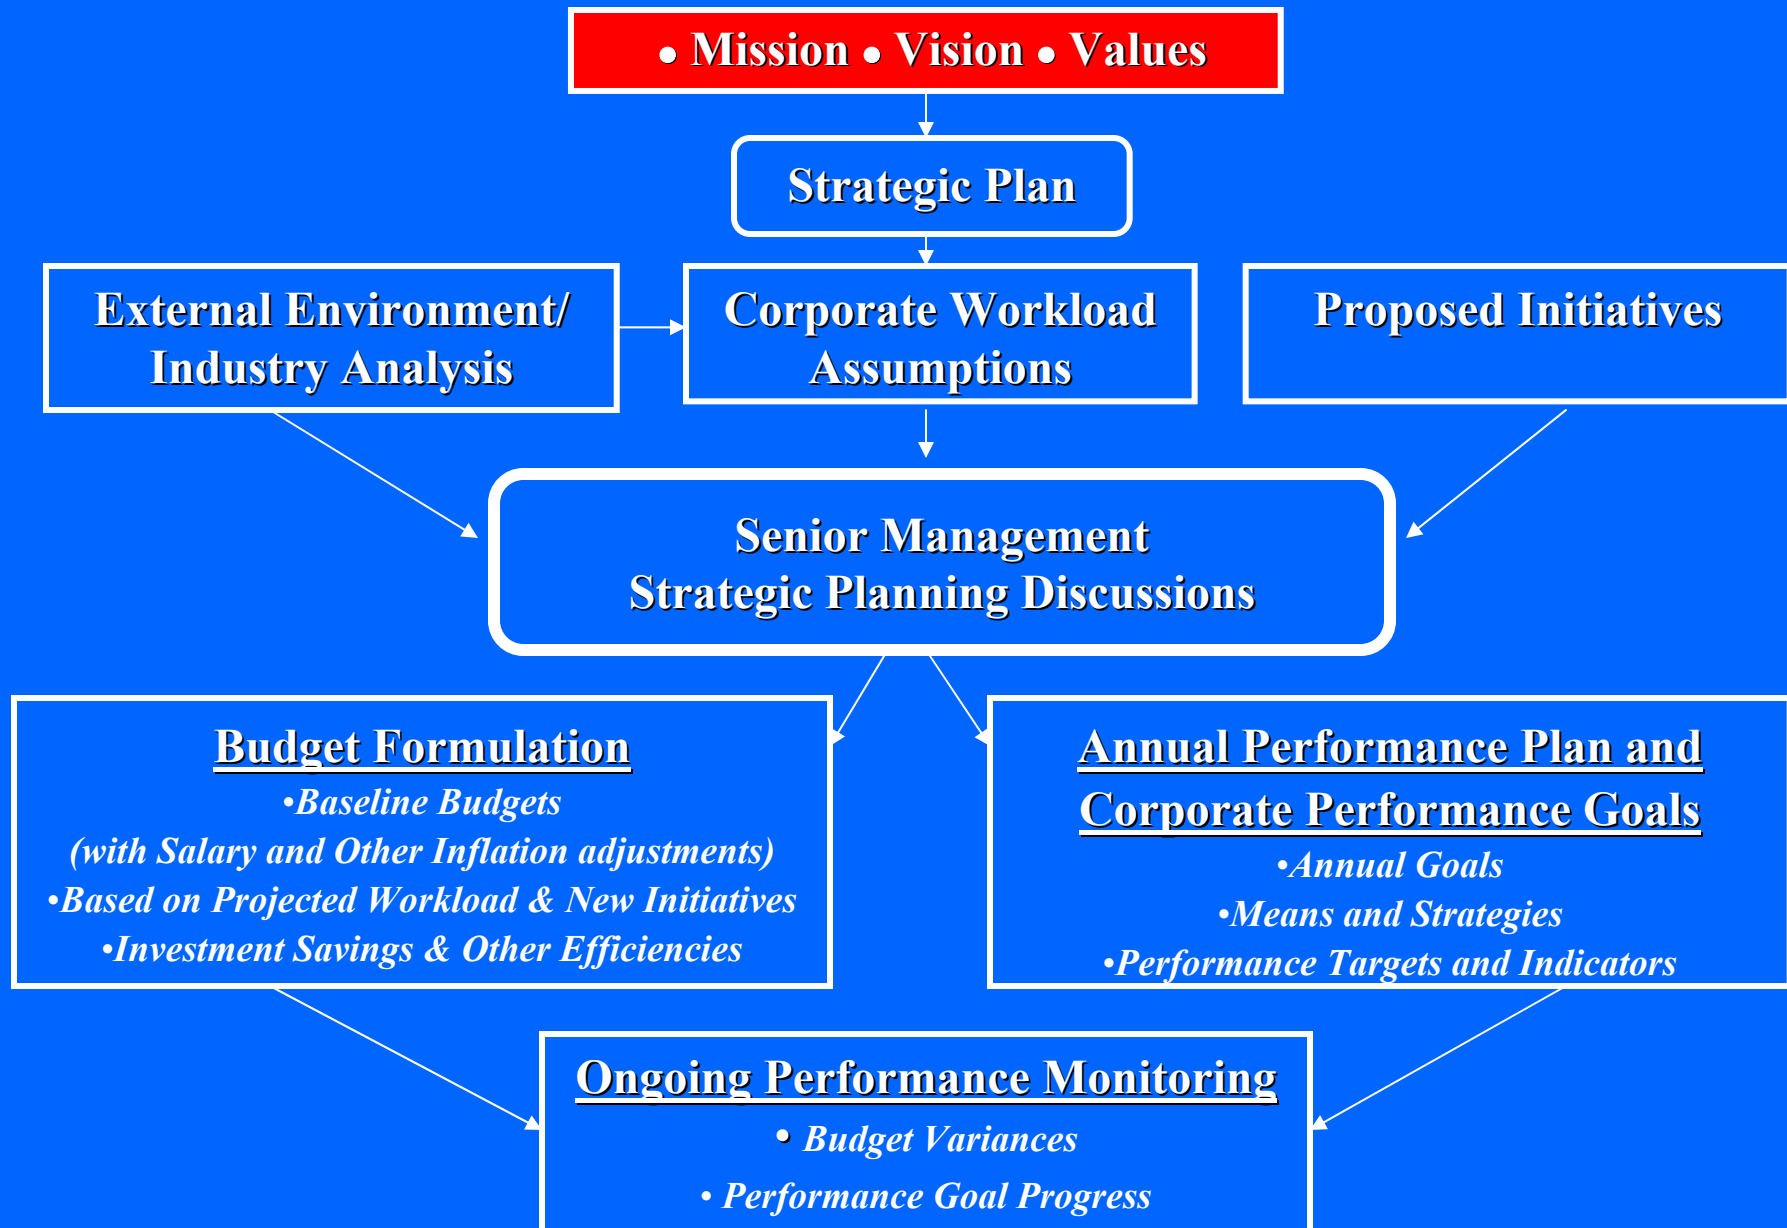 • Mission • Vision • Values
Strategic Plan
External Environment/
Industry Analysis
Corporate Workload
Assumptions
Proposed Initiatives
Senior Management
Strategic Planning Discussions
Budget Formulation
•Baseline Budgets
(with Salary and Other Inflation adjustments)
•Based on Projected Workload & New Initiatives
•Investment Savings & Other Efficiencies
Annual Performance Plan and
Corporate Performance Goals
•Annual Goals
•Means and Strategies
•Performance Targets and Indicators
Ongoing Performance Monitoring
• Budget Variances
• Performance Goal Progress